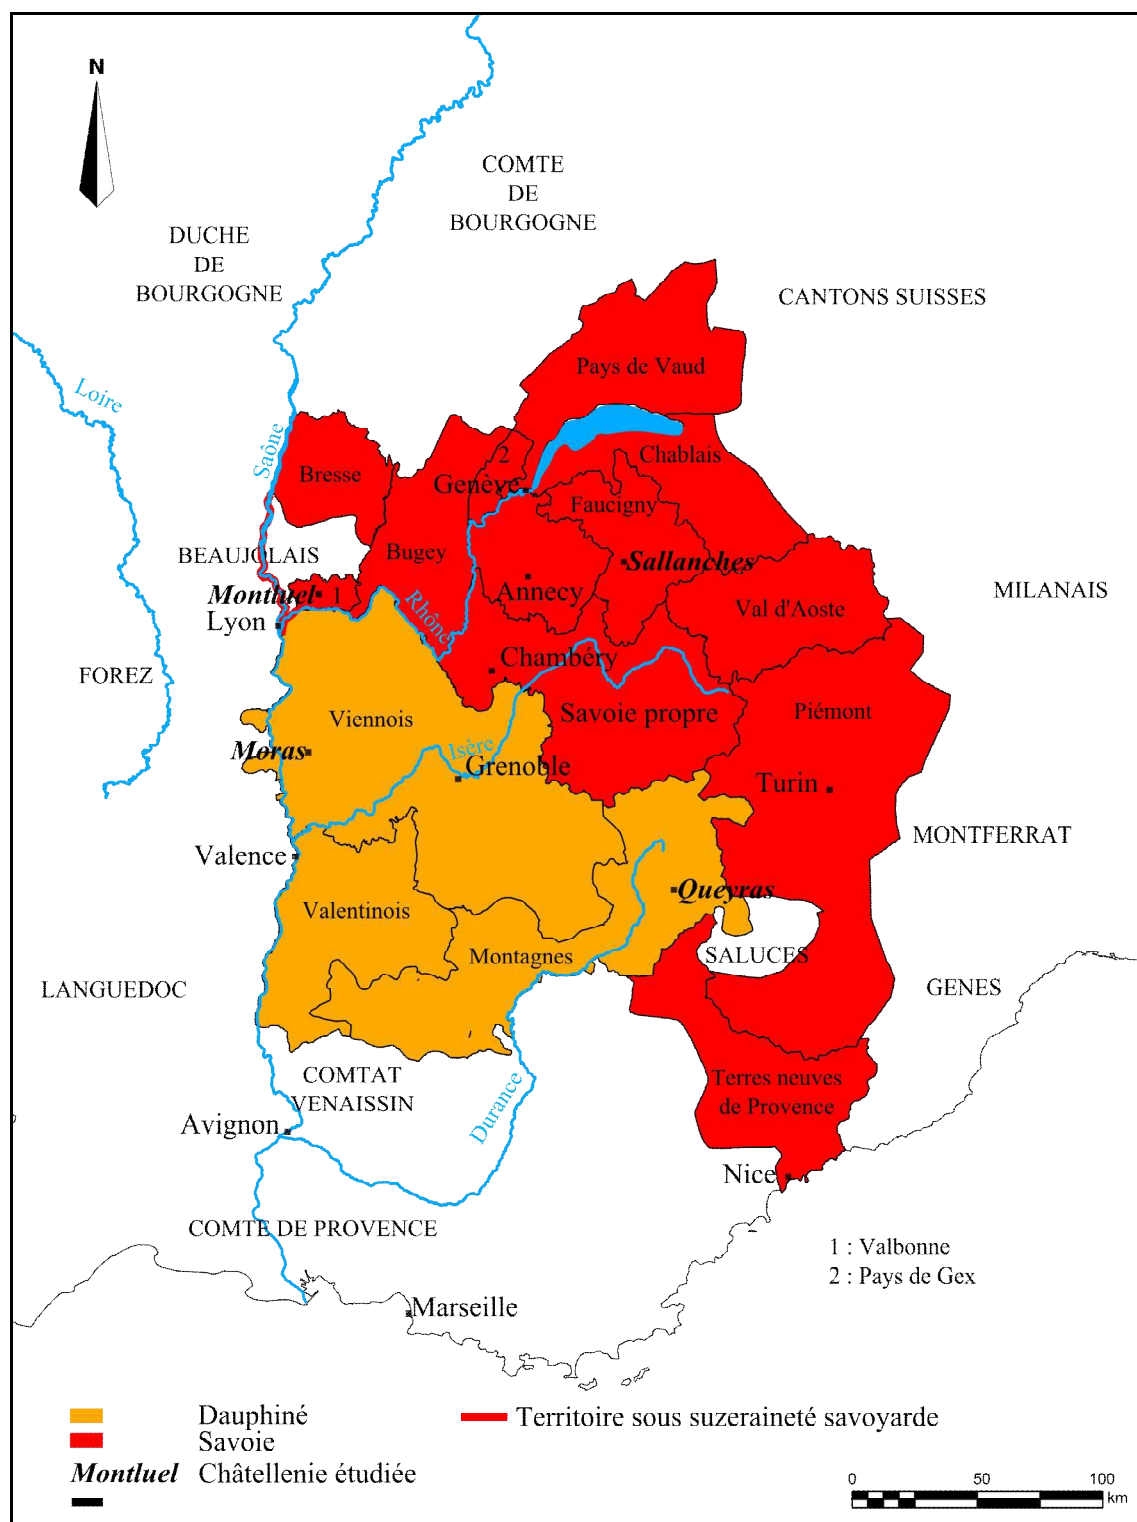 N
COMTE
DE
BOURGOGNE
DUCHE
DE
BOURGOGNE
CANTONS SUISSES
Pays de Vaud
Loire
Saône
Bresse
2
Chablais
Genève
Faucigny
BEAUJOLAIS
Bugey
Sallanches
Annecy
Montluel
1
Rhône
Val d'Aoste
MILANAIS
Lyon
Chambéry
FOREZ
Viennois
Savoie propre
Piémont
Moras
Isère
Grenoble
Turin
MONTFERRAT
Valence
Queyras
Valentinois
Montagnes
SALUCES
LANGUEDOC
GENES
COMTAT
VENAISSIN
Terres neuves
de Provence
Durance
Avignon
Nice
COMTE DE PROVENCE
1 : Valbonne
2 : Pays de Gex
Marseille
Dauphiné
Territoire sous suzeraineté savoyarde
Savoie
Montluel Châtellenie étudiée
0 50 100
km